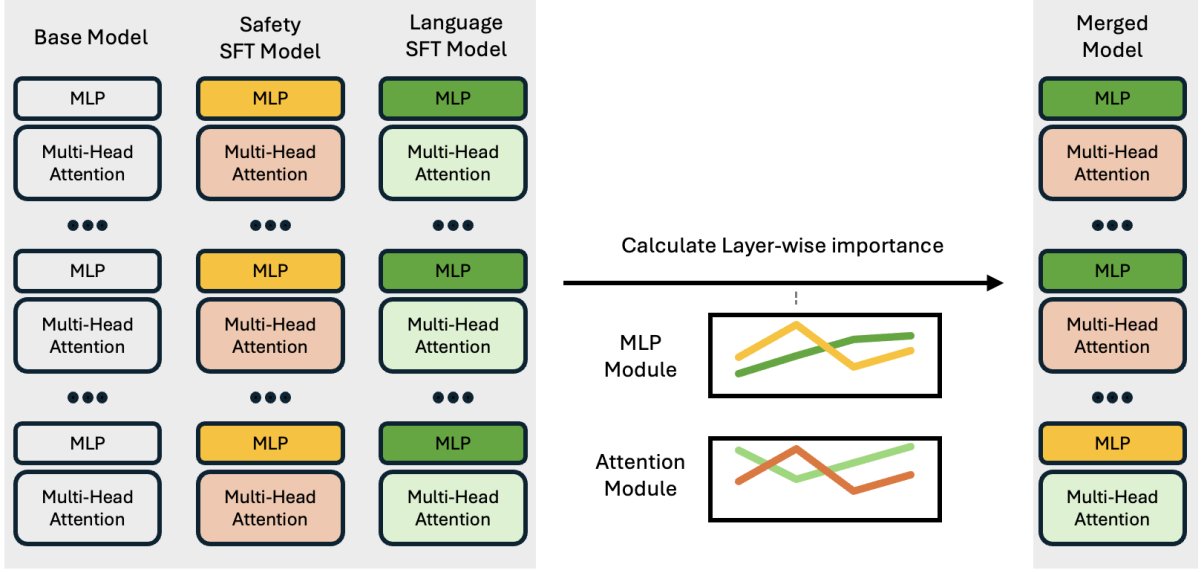 Base Model
MLP
Multi-Head
Attention
MLP
Multi-Head
Attention
MLP
Multi-Head
Attention
Safety
SFT Model
MLP
Multi-Head
Attention
MLP
Multi-Head
Attention
MLP
Multi-Head
Attention
Language
SFT Model
MLP
Multi-Head
Attention
MLP
Multi-Head
Attention
MLP
Multi-Head
Attention
Calculate Layer-wise importance
MLP
Module
Attention
Module
Merged
Model
MLP
Multi-Head
Attention
MLP
Multi-Head
Attention
MLP
Multi-Head
Attention